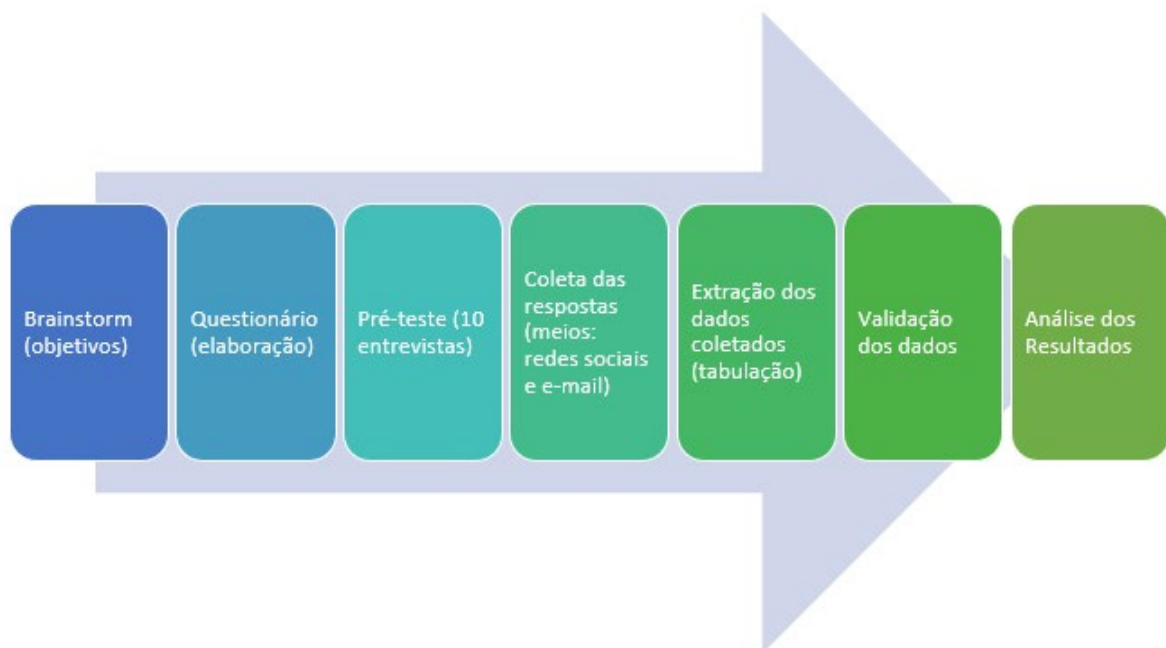 Brainstorm
(objetivos)
Questionário
(elaboração)
Pré-teste (10
entrevistas)
Coleta das
respostas
(meios:
redes sociais
e e-mail)
Extração dos
dados
coletados
(tabulação)
Validação
dos dados
Análise dos
Resultados